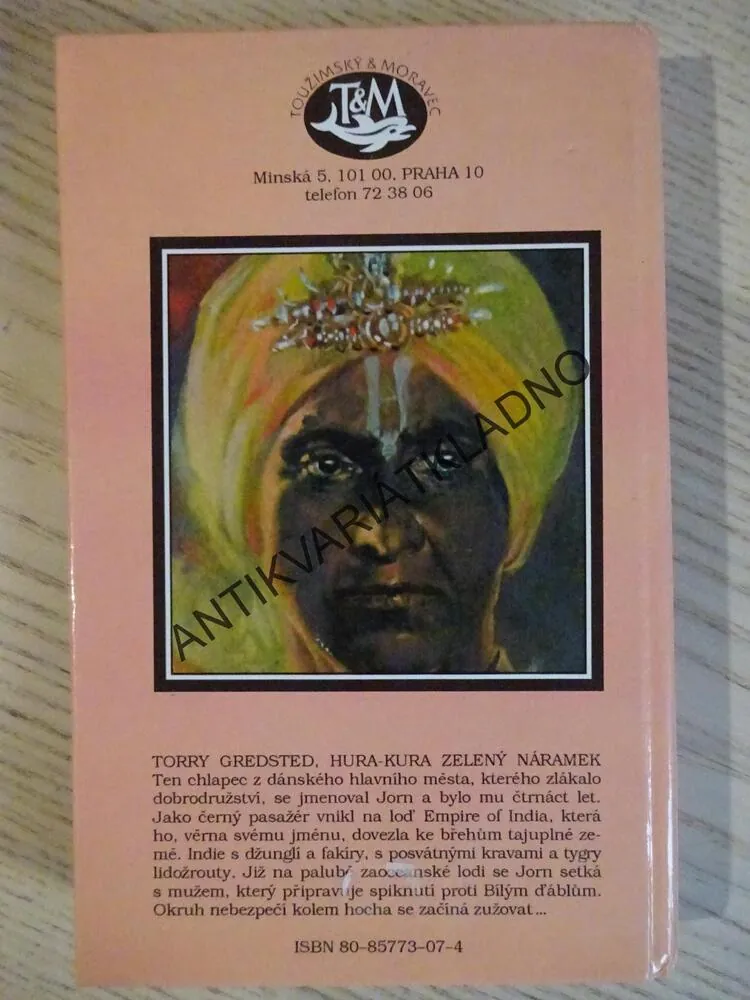 TOUŽIMSKÝ & MORAVEC
T&M
Minská 5, 101 00, PRAHA 10
telefon 72 38 06
ANTIKVARIÁTKLADNO
TORRY GREDSTED, HURA-KURA ZELENÝ NÁRAMEK
Ten chlapec z dánského hlavního města, kterého zlákalo
dobrodružství, se jmenoval Jorn a bylo mu čtrnáct let.
Jako černý pasažér vnikl na loď Empire of India, která
ho, věrna svému jménu, dovezla ke břehům tajuplné ze-
mě. Indie s džunglí a fakíry, s posvátnými kravami a tygry
lidožrouty. Již na palubě zaoceánské lodi se Jorn setká
s mužem, který připravuje spiknutí proti Bílým ďáblům.
Okruh nebezpečí kolem hocha se začíná zužovat...
ISBN 80-85773-07-4